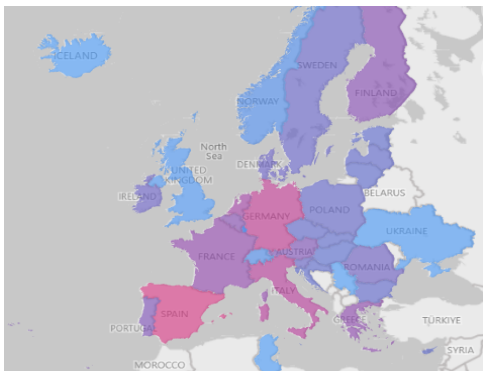 ICELAND
SWEDEN
FINLAND
NORWAY
North
Sea
DENMARK
UNITED
KINGDOM
IRELAND
BELARUS
POLAND
GERMANY
UKRAINE
FRANCE
AUSTRIA
ROMANIA
ITALY
SPAIN
PORTUGAL
GREECE
TÜRKIYE
SYRIA
MOROCCO